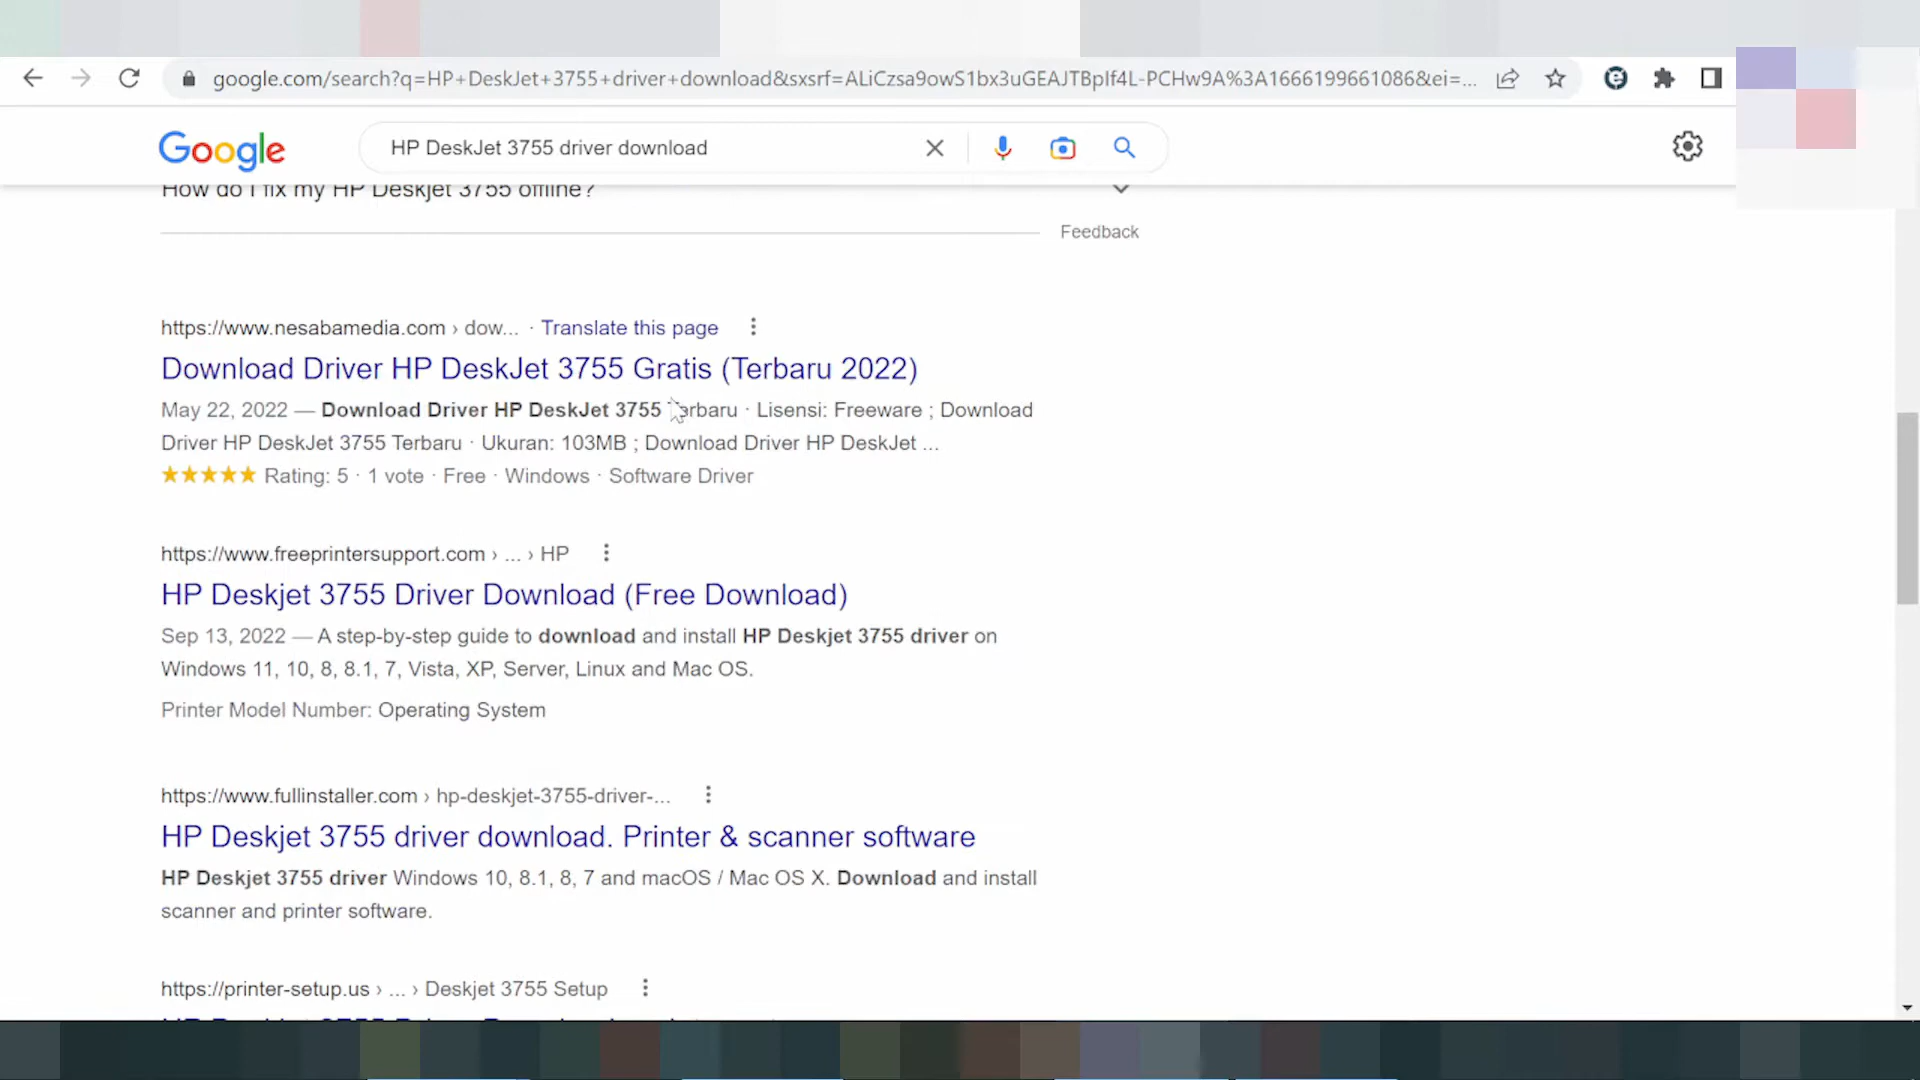 google.com/search?q=HP+DeskJet+3755+driver+download&sxsrf=ALiCzsa9owS1bx3uGEAJTBpIf4L-PCHw9A%3A1666199661086&ei=...
Google
HP DeskJet 3755 driver download
How do I fix my HP Deskjet 3755 offline?
Feedback
https://www.nesabamedia.com › dow... · Translate this page
Download Driver HP DeskJet 3755 Gratis (Terbaru 2022)
May 22, 2022 — Download Driver HP DeskJet 3755 Terbaru · Lisensi: Freeware ; Download
Driver HP DeskJet 3755 Terbaru · Ukuran: 103MB ; Download Driver HP DeskJet ...
Rating: 5 · 1 vote · Free · Windows · Software Driver
https://www.freeprintersupport.com › ... › HP
HP Deskjet 3755 Driver Download (Free Download)
Sep 13, 2022 — A step-by-step guide to download and install HP Deskjet 3755 driver on
Windows 11, 10, 8, 8.1, 7, Vista, XP, Server, Linux and Mac OS.
Printer Model Number: Operating System
https://www.fullinstaller.com › hp-deskjet-3755-driver-...
HP Deskjet 3755 driver download. Printer & scanner software
HP Deskjet 3755 driver Windows 10, 8.1, 8, 7 and macOS / Mac OS X. Download and install
scanner and printer software.
https://printer-setup.us › ... › Deskjet 3755 Setup